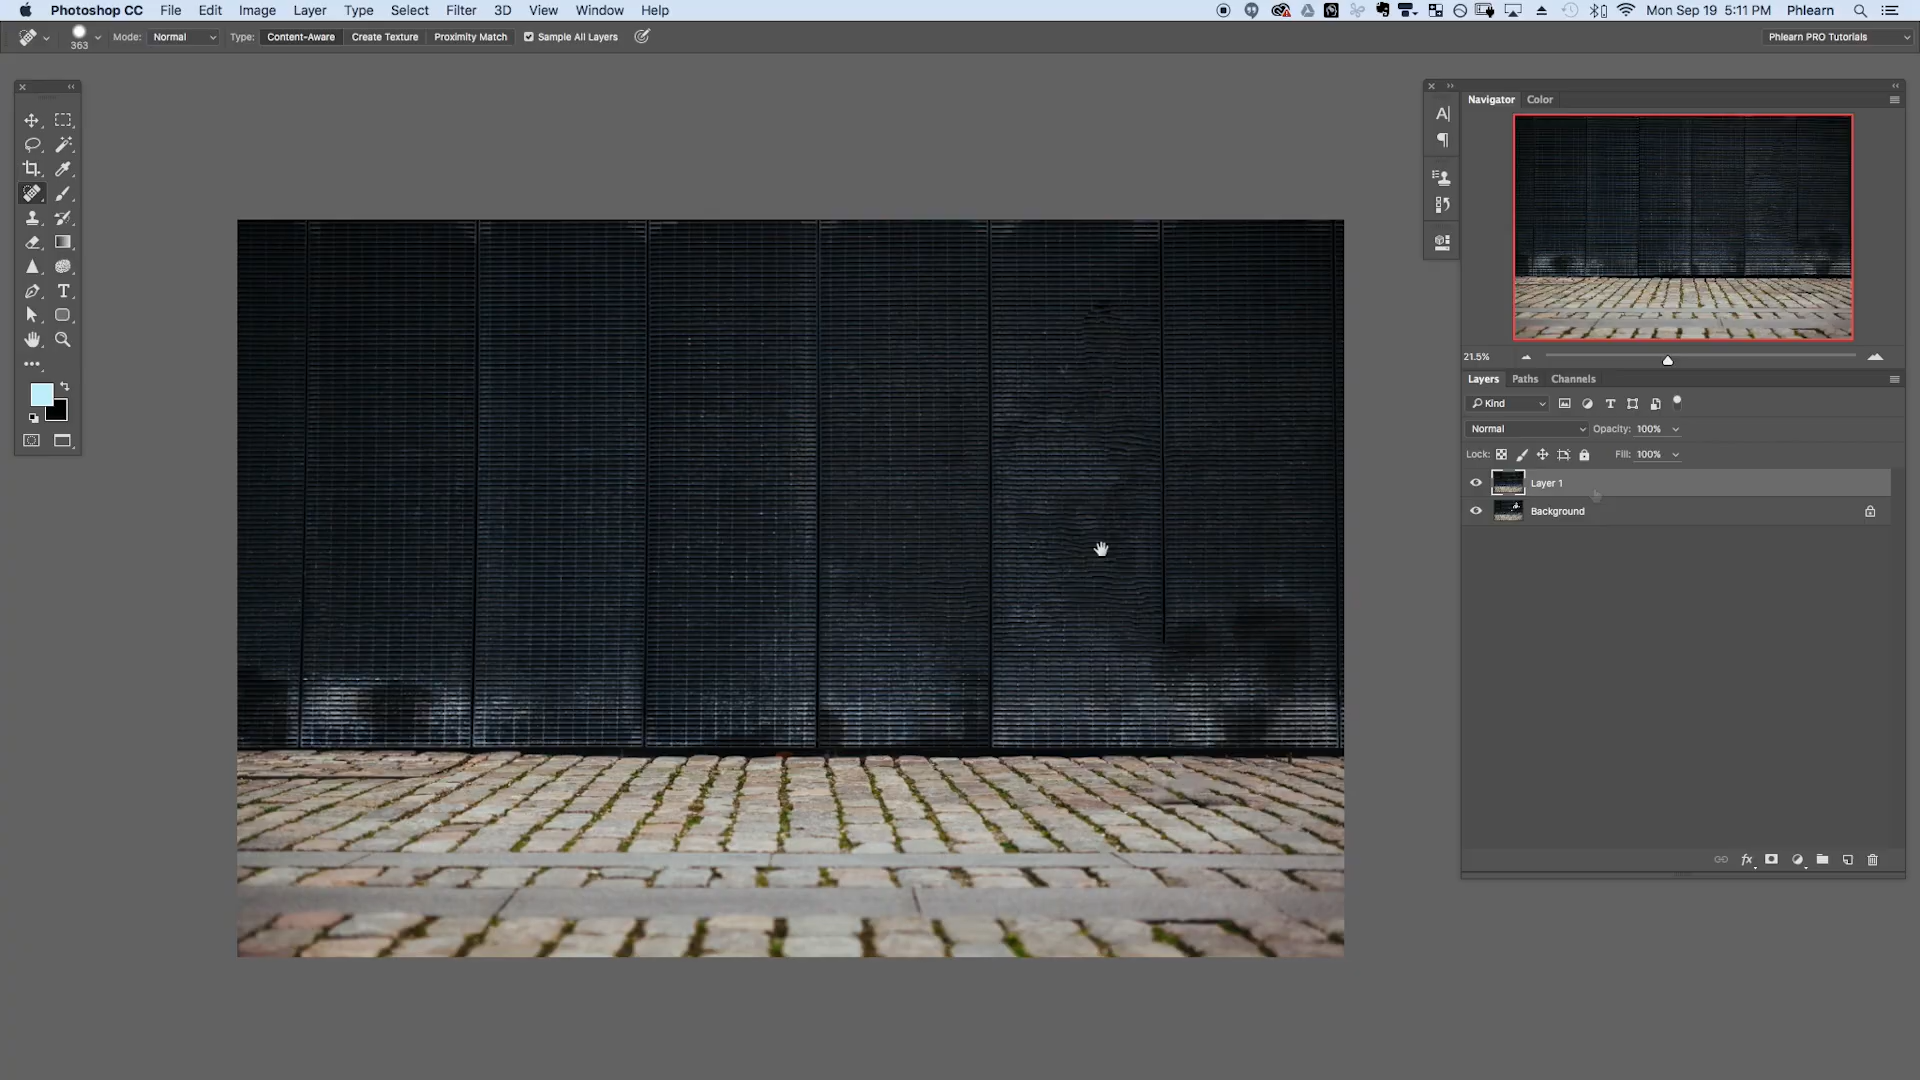 Photoshop CC File Edit Image Layer Type Select Filter 3D View Window Help Mon Sep 19 5:11 PM Phlearn
363 Mode: Normal Type: Content-Aware Create Texture Proximity Match Sample All Layers Phlearn PRO Tutorials
Navigator Color
21.5%
Layers Paths Channels
Kind
Normal Opacity: 100%
Lock: Fill: 100%
Layer 1
Background